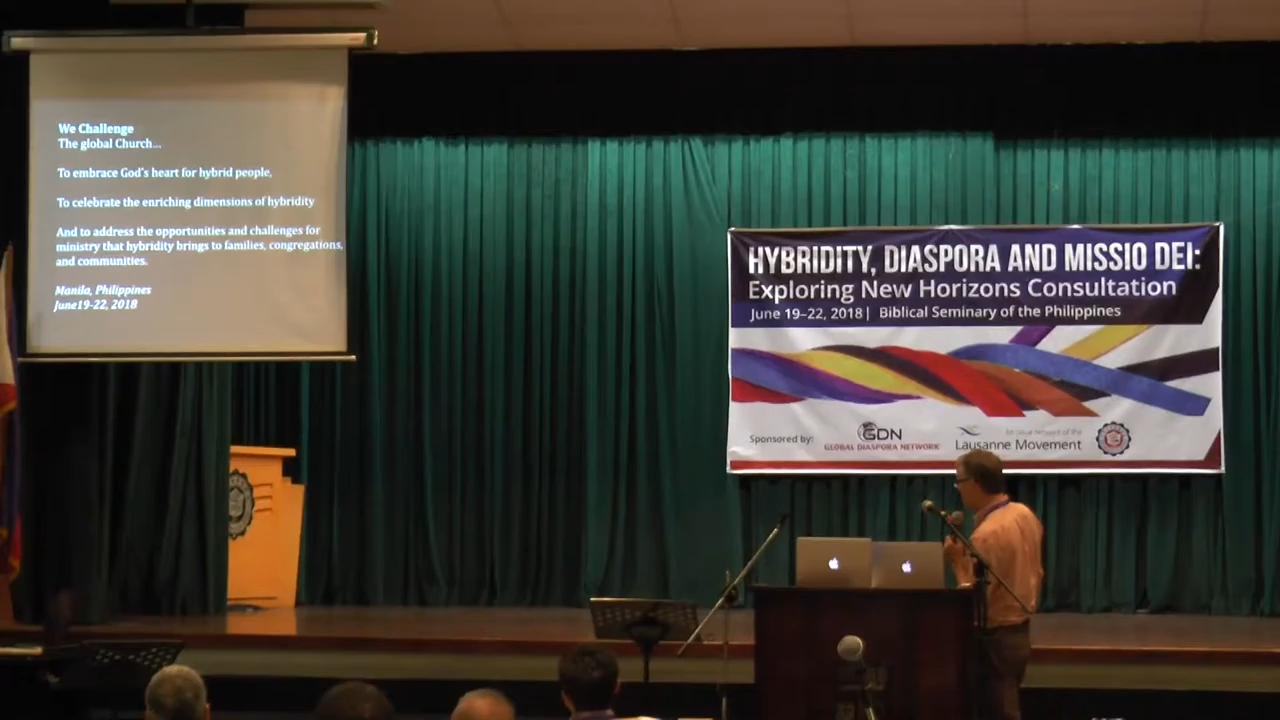 We Challenge
The global Church...
To embrace God's heart for hybrid people,
To celebrate the enriching dimensions of hybridity
And to address the opportunities and challenges for
ministry that hybridity brings to families, congregations,
and communities.
Manila, Philippines
June19-22, 2018
HYBRIDITY, DIASPORA AND MISSIO DEI:
Exploring New Horizons Consultation
June 19–22, 2018 | Biblical Seminary of the Philippines
Sponsored by:
GDN
GLOBAL DIASPORA NETWORK
Lausanne Movement